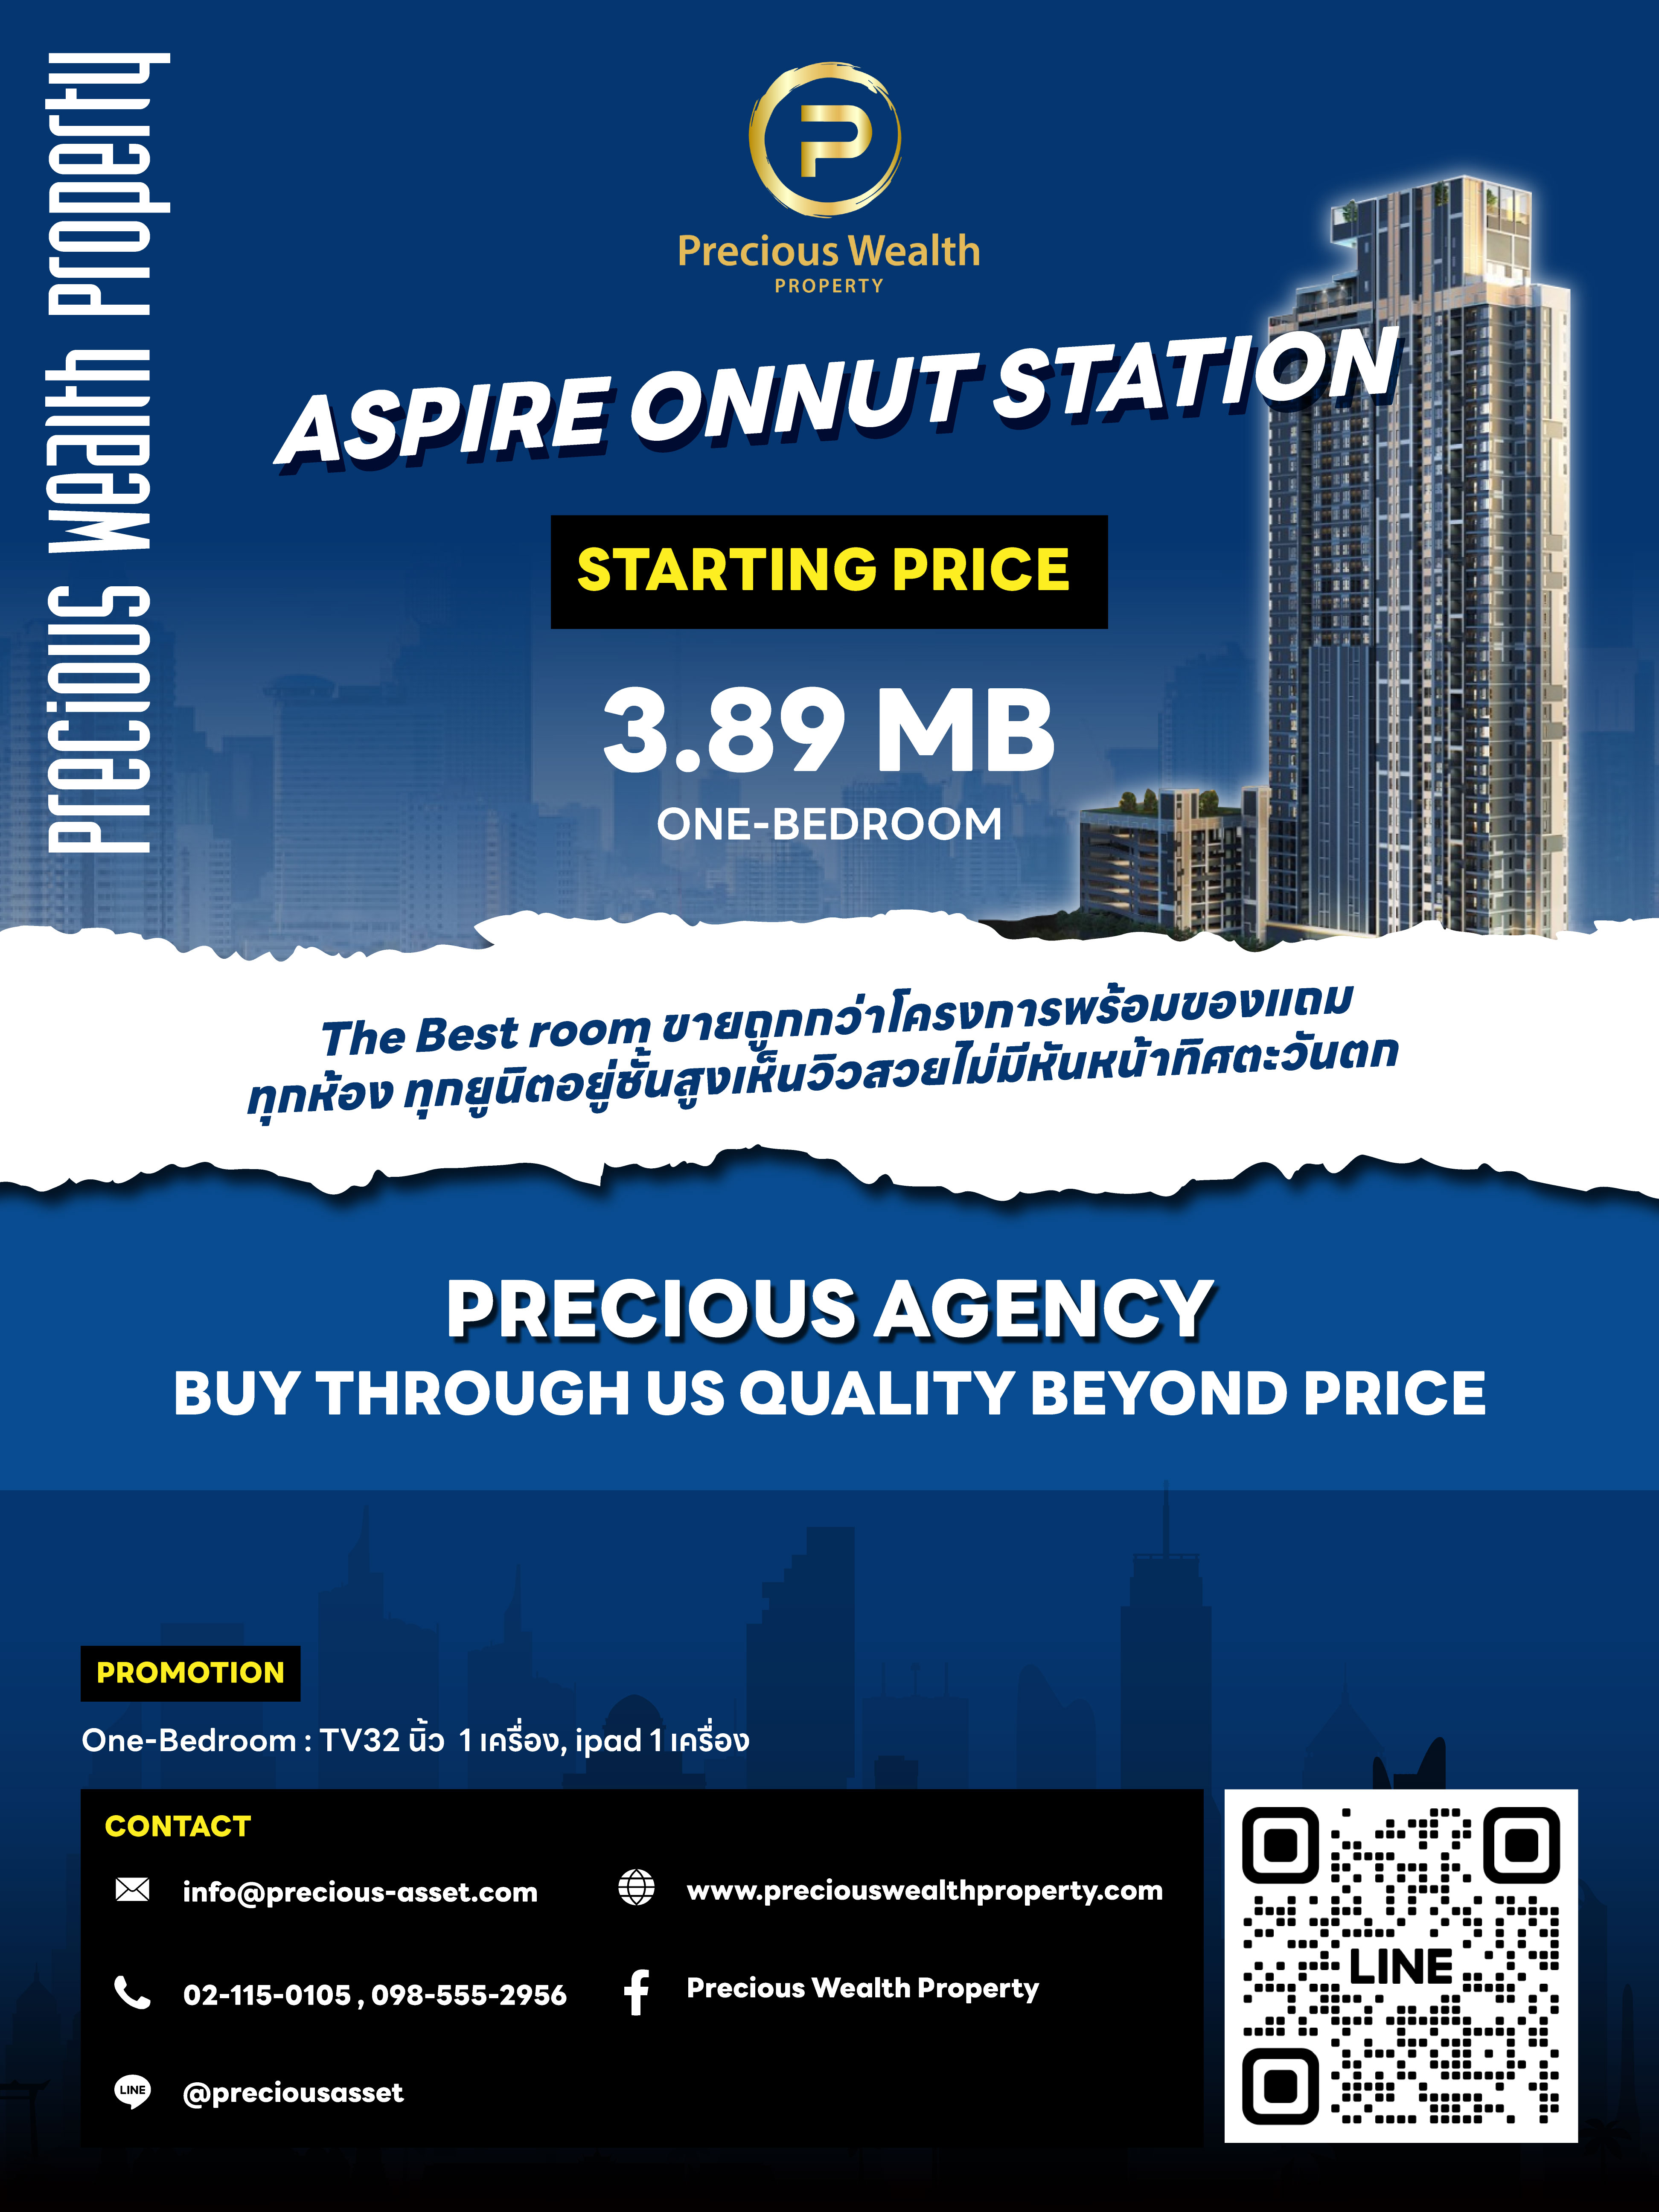 Precious Wealth Property
P
Precious Wealth
PROPERTY
ASPIRE ONNUT STATION
STARTING PRICE
3.89 MB
ONE-BEDROOM
The Best room ขายถูกกว่าโครงการพร้อมของแถม
ทุกห้อง ทุกยูนิตอยู่ชั้นสูงเห็นวิวสวยไม่มีหันหน้าทิศตะวันตก
PRECIOUS AGENCY
BUY THROUGH US QUALITY BEYOND PRICE
PROMOTION
One-Bedroom : TV32 นิ้ว 1 เครื่อง, ipad 1 เครื่อง
CONTACT
info@precious-asset.com
www.preciouswealthproperty.com
02-115-0105 , 098-555-2956
Precious Wealth Property
LINE
@preciousasset
LINE